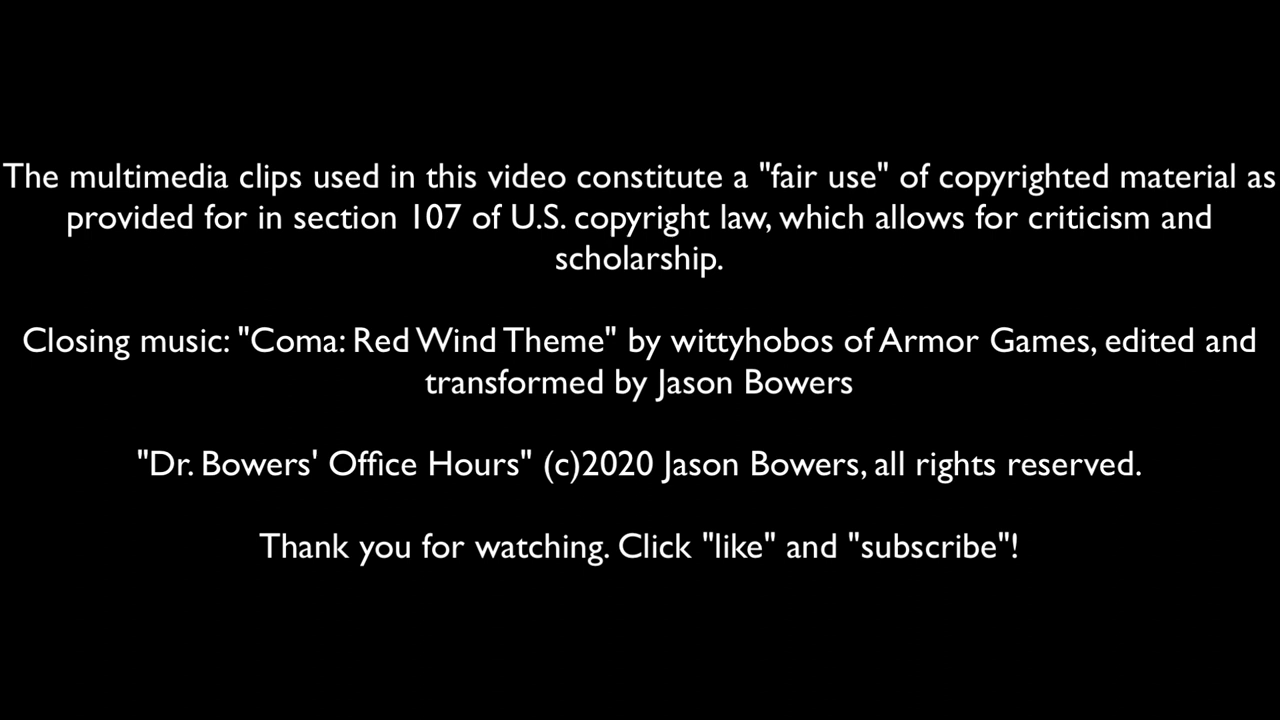 The multimedia clips used in this video constitute a "fair use" of copyrighted material as
provided for in section 107 of U.S. copyright law, which allows for criticism and
scholarship.
Closing music: "Coma: Red Wind Theme" by wittyhobos of Armor Games, edited and
transformed by Jason Bowers
"Dr. Bowers' Office Hours" (c)2020 Jason Bowers, all rights reserved.
Thank you for watching. Click "like" and "subscribe"!